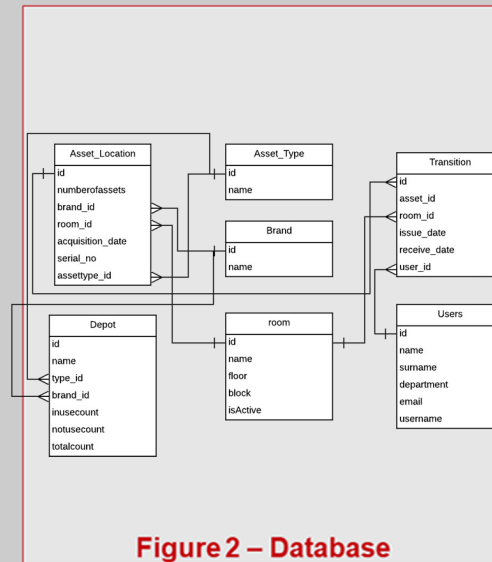 Asset_Location
id
numberofassets
brand_id
room_id
acquisition_date
serial_no
assettype_id
Asset_Type
id
name
Brand
id
name
Transition
id
asset_id
room_id
issue_date
receive_date
user_id
Depot
id
name
type_id
brand_id
inusecount
notusecount
totalcount
room
id
name
floor
block
isActive
Users
id
name
surname
department
email
username
Figure 2 – Database